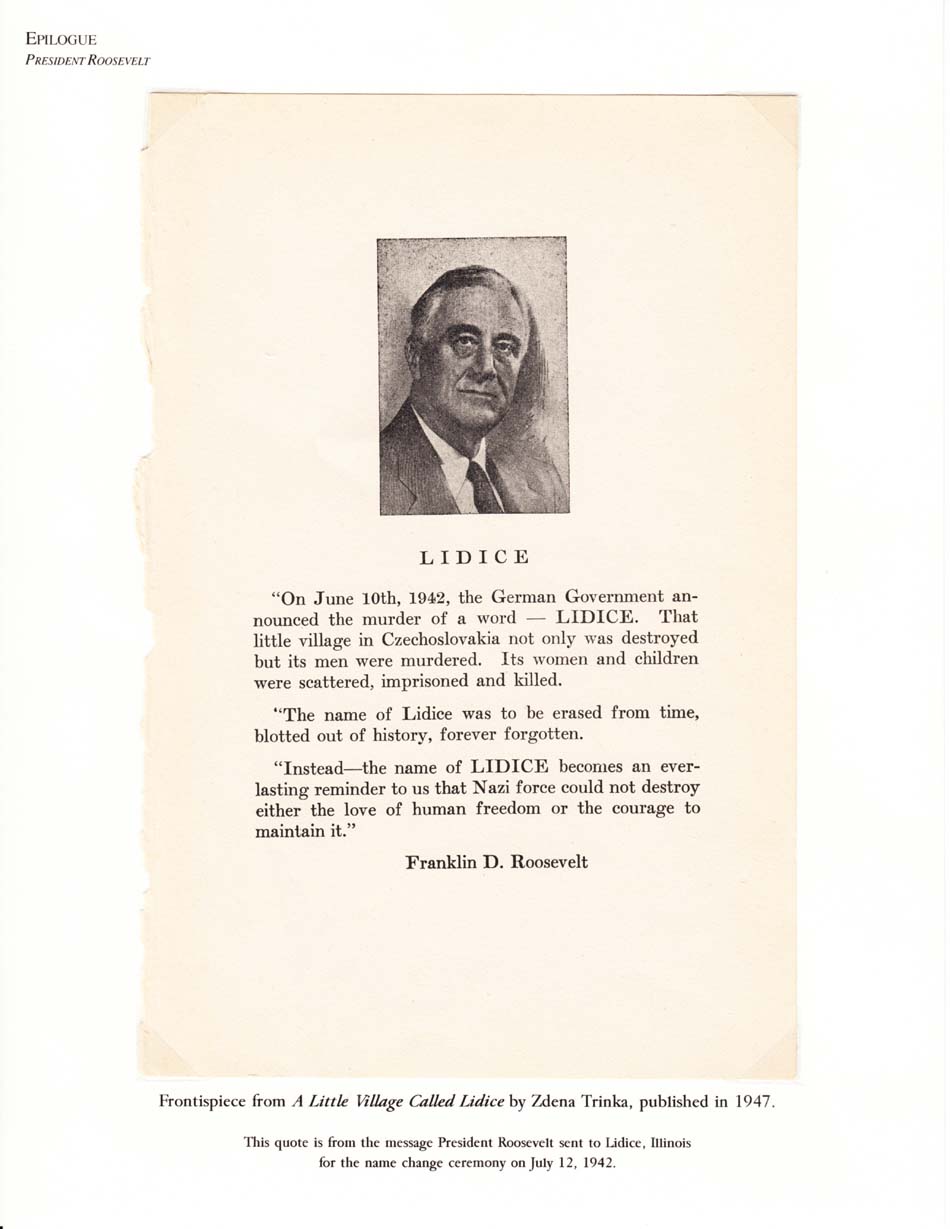 EPILOGUE
PRESIDENT ROOSEVELT
LIDICE
“On June 10th, 1942, the German Government an-
nounced the murder of a word — LIDICE. That
little village in Czechoslovakia not only was destroyed
but its men were murdered. Its women and children
were scattered, imprisoned and killed.
“The name of Lidice was to be erased from time,
blotted out of history, forever forgotten.
“Instead—the name of LIDICE becomes an ever-
lasting reminder to us that Nazi force could not destroy
either the love of human freedom or the courage to
maintain it.”
Franklin D. Roosevelt
Frontispiece from A Little Village Called Lidice by Zdena Trinka, published in 1947.
This quote is from the message President Roosevelt sent to Lidice, Illinois
for the name change ceremony on July 12, 1942.